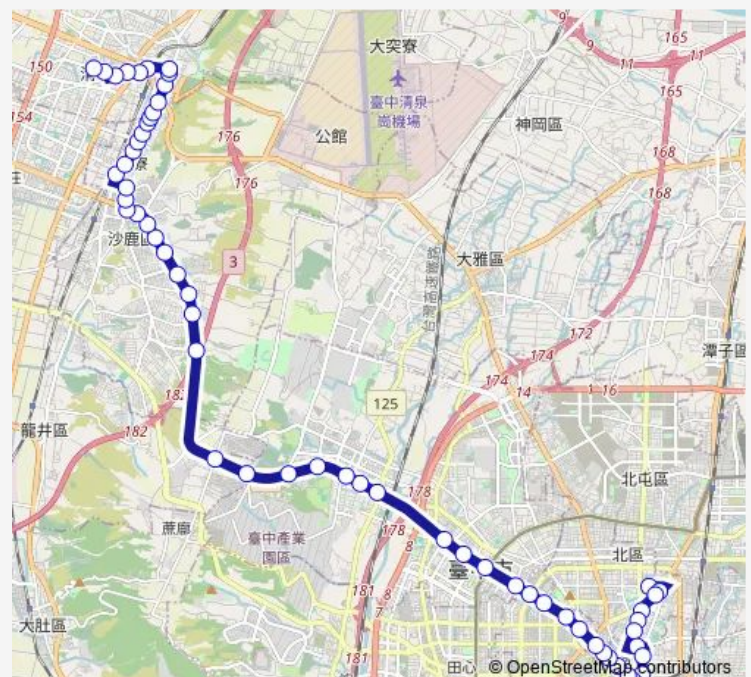 150
大突寮
165
9
9
11
11
154
臺中清泉
崗機場
165
176
公館
神岡區
168
176
168
沙鹿區
3
大雅區
172
174
潭子區
174
14
1
16
125
182
182
龍井區
178
北屯區
蔗廍
臺中產業
園區
178
8
北區
181
7
8
大肚區
181
田心
© OpenStreetMap contributors